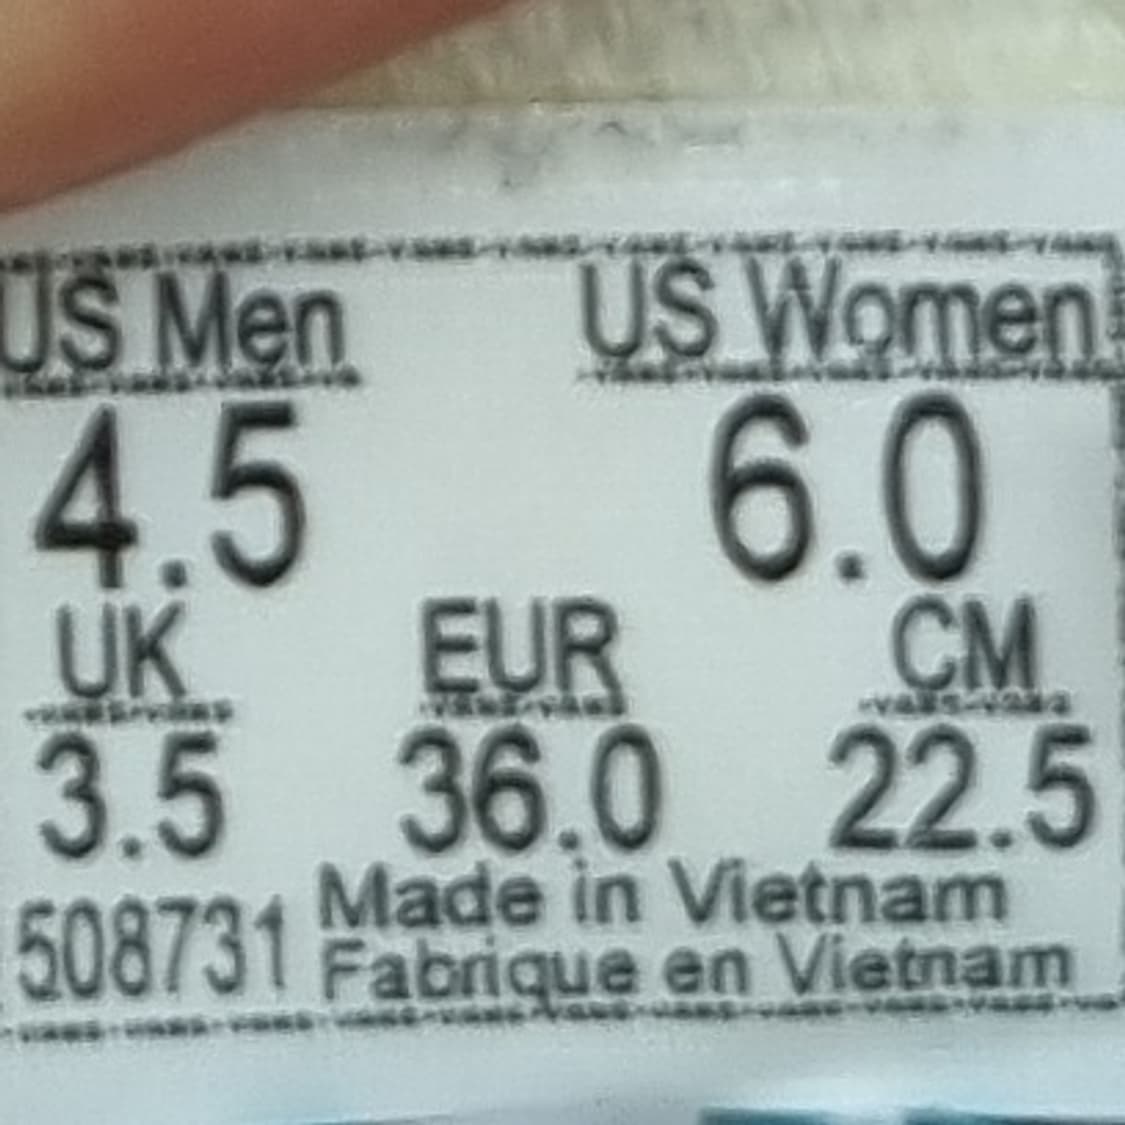 US Men US Women
4.5 6.0
UK EUR CM
3.5 36.0 22.5
508731 Made in Vietnam
Fabrique en Vietnam